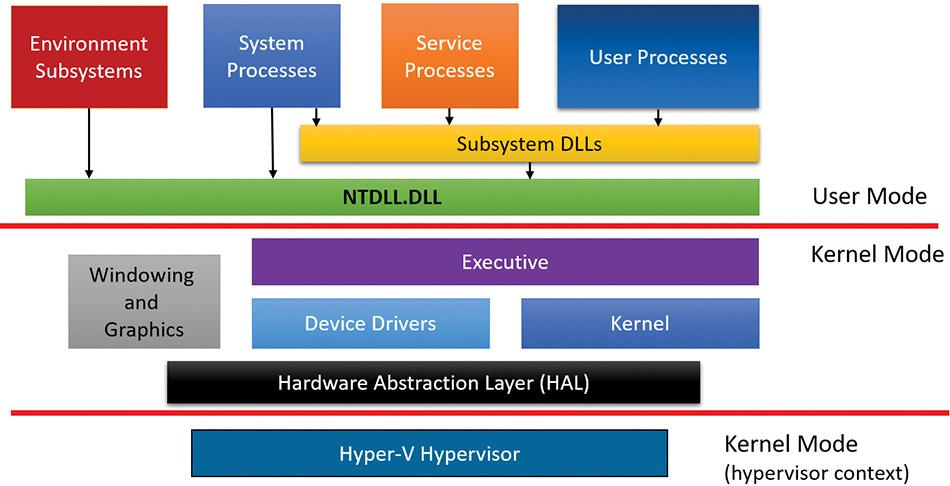 Environment
Subsystems
System
Processes
Service
Processes
User Processes
Subsystem DLLs
NTDLL.DLL
User Mode
Kernel Mode
Executive
Windowing
and
Graphics
Device Drivers
Kernel
Hardware Abstraction Layer (HAL)
Hyper-V Hypervisor
Kernel Mode
(hypervisor context)